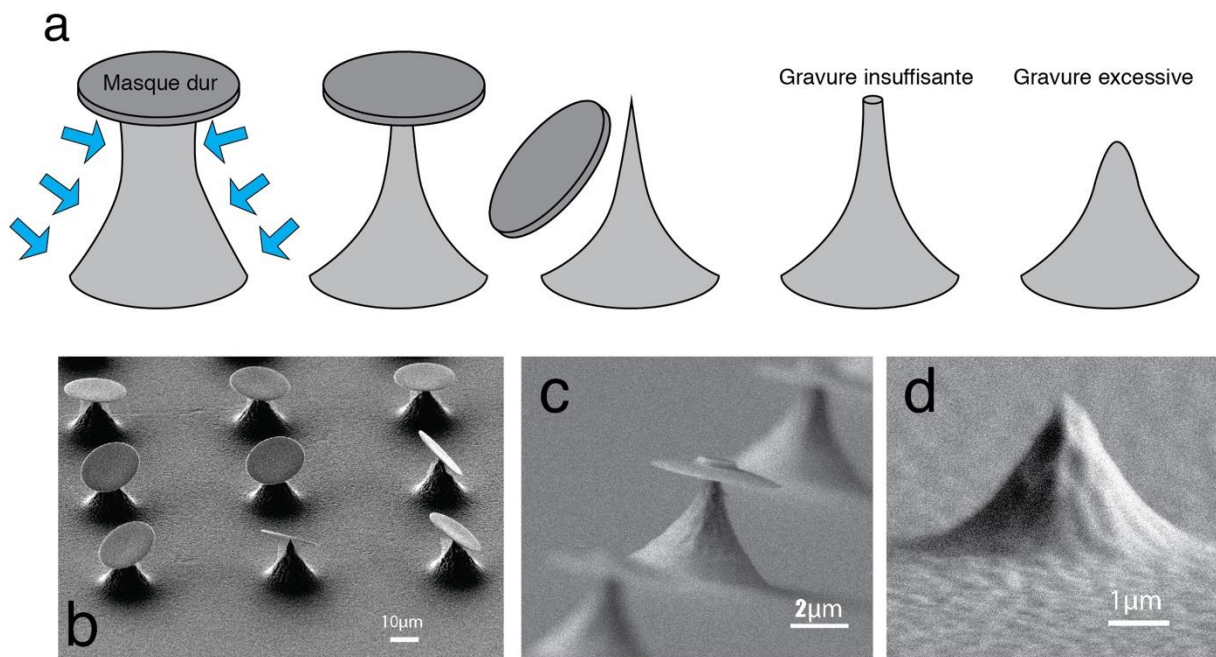 a
Masque dur
Gravure insuffisante
Gravure excessive
b
10µm
c
2µm
d
1µm